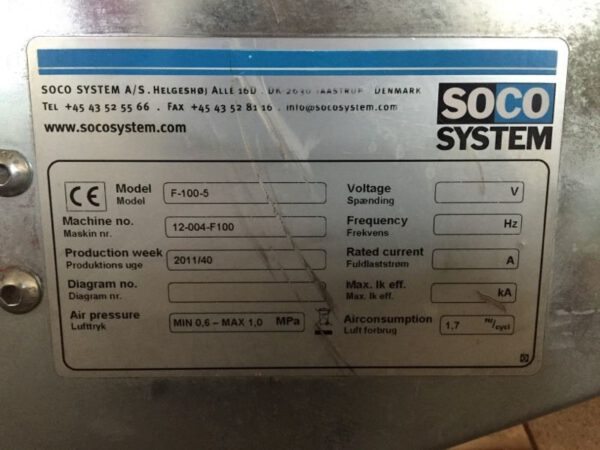 SOCO SYSTEM A/S . HELGESHØJ ALLE 16D . DK 2630 TAASTRUP . DENMARK
TEL +45 43 52 55 66 . FAX +45 43 52 81 16 . info@socosystem.com
www.socosystem.com
SOCO
SYSTEM
CE
Model F-100-5 Voltage V
Model Spænding
Machine no. 12-004-F100 Frequency Hz
Maskin nr. Frekvens
Production week 2011/40 Rated current A
Produktions uge Fuldlaststrøm
Diagram no. Max. Ik eff. kA
Diagram nr. Max. Ik eff.
Air pressure MIN 0,6 – MAX 1,0 MPa Airconsumption 1,7 Nl/cycl
Lufttryk Luft forbrug